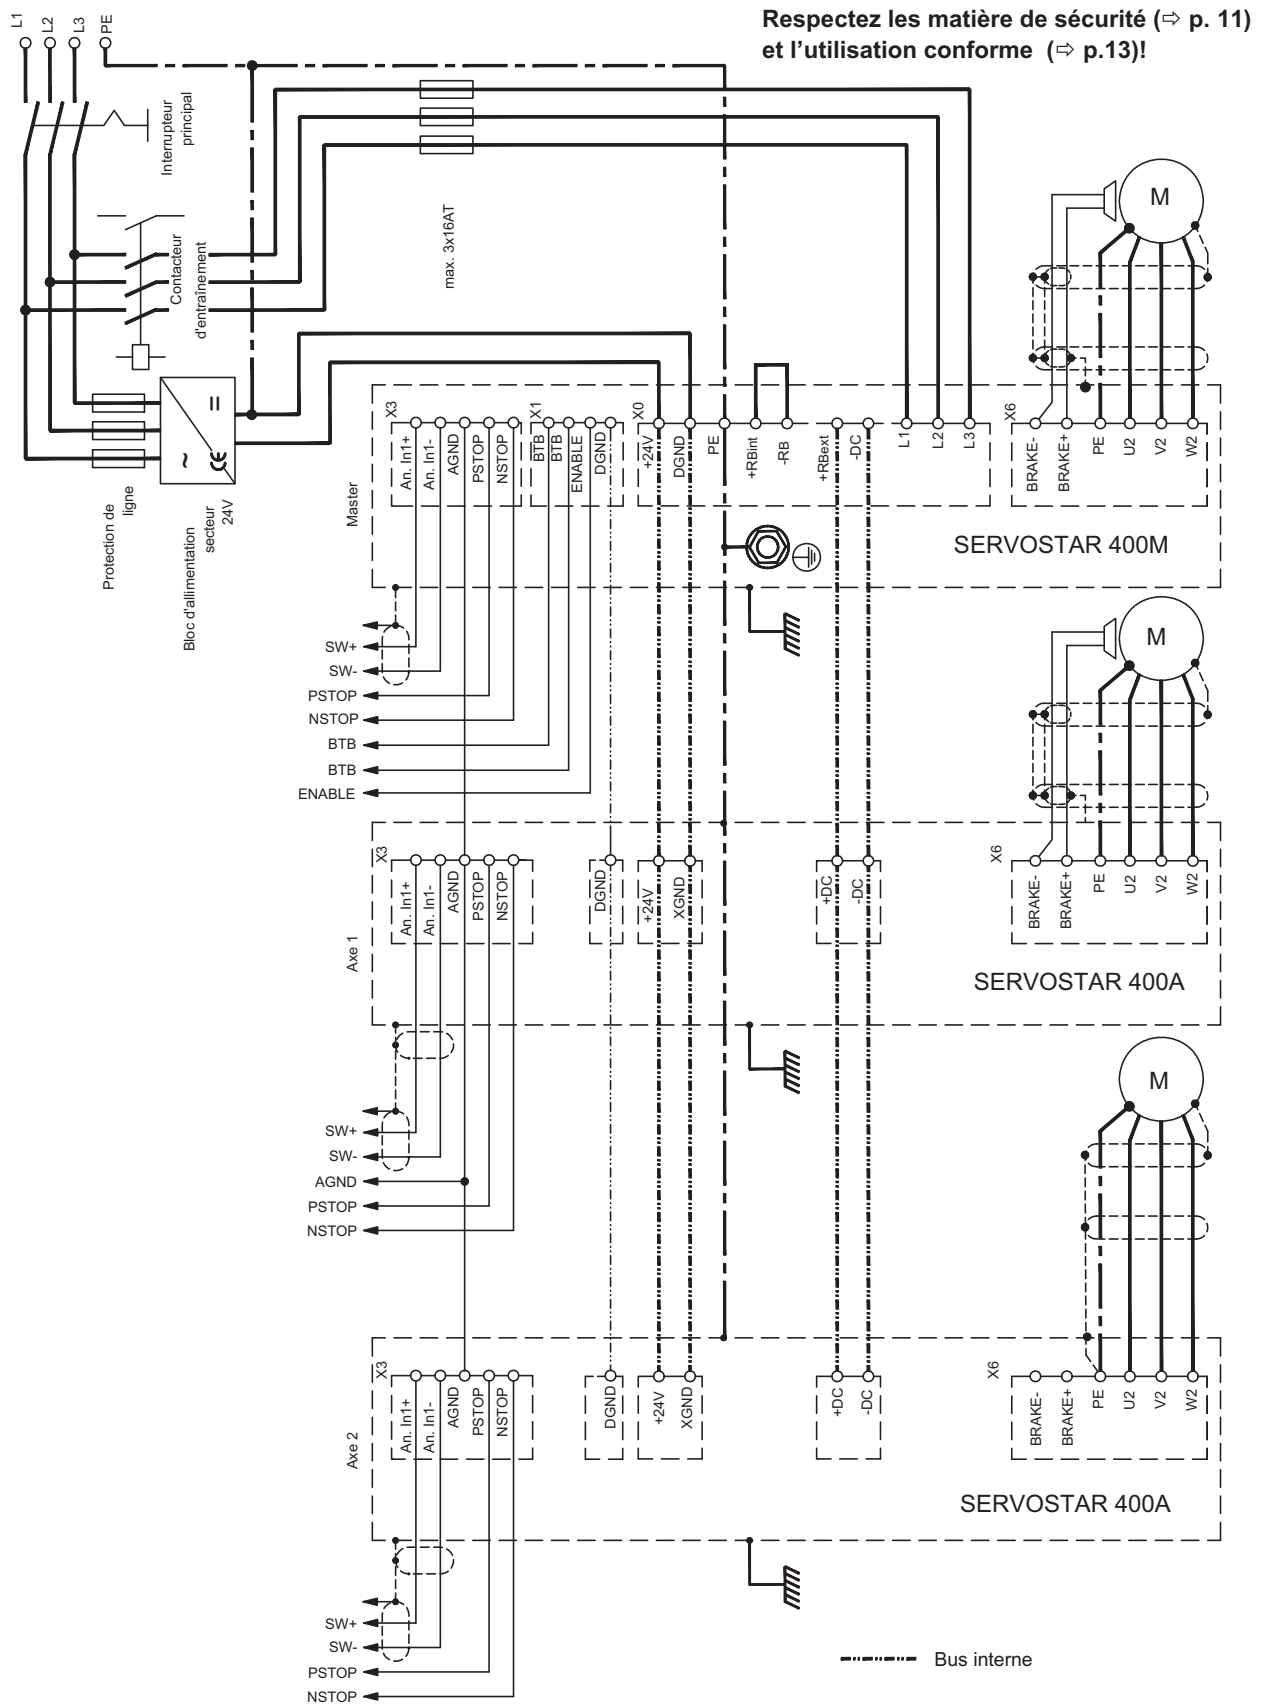 Respectez les matière de sécurité (⇨ p. 11)
et l'utilisation conforme (⇨ p.13)!
L1
L2
L3
PE
Interrupteur
principal
Contacteur
d'entraînement
max. 3x16AT
Protection de
ligne
Bloc d'allimentation
secteur
24V
=
~
CE
M
Master
X3
An. In1+
An. In1-
AGND
PSTOP
NSTOP
X1
BTB
BTB
ENABLE
DGND
X0
+24V
DGND
PE
+RBint
-RB
+RBext
-DC
L1
L2
L3
X6
BRAKE-
BRAKE+
PE
U2
V2
W2
SERVOSTAR 400M
SW+
SW-
PSTOP
NSTOP
BTB
BTB
ENABLE
M
Axe 1
X3
An. In1+
An. In1-
AGND
PSTOP
NSTOP
DGND
+24V
XGND
+DC
-DC
X6
BRAKE-
BRAKE+
PE
U2
V2
W2
SERVOSTAR 400A
SW+
SW-
AGND
PSTOP
NSTOP
M
Axe 2
X3
An. In1+
An. In1-
AGND
PSTOP
NSTOP
DGND
+24V
XGND
+DC
-DC
X6
BRAKE-
BRAKE+
PE
U2
V2
W2
SERVOSTAR 400A
SW+
SW-
PSTOP
NSTOP
Bus interne